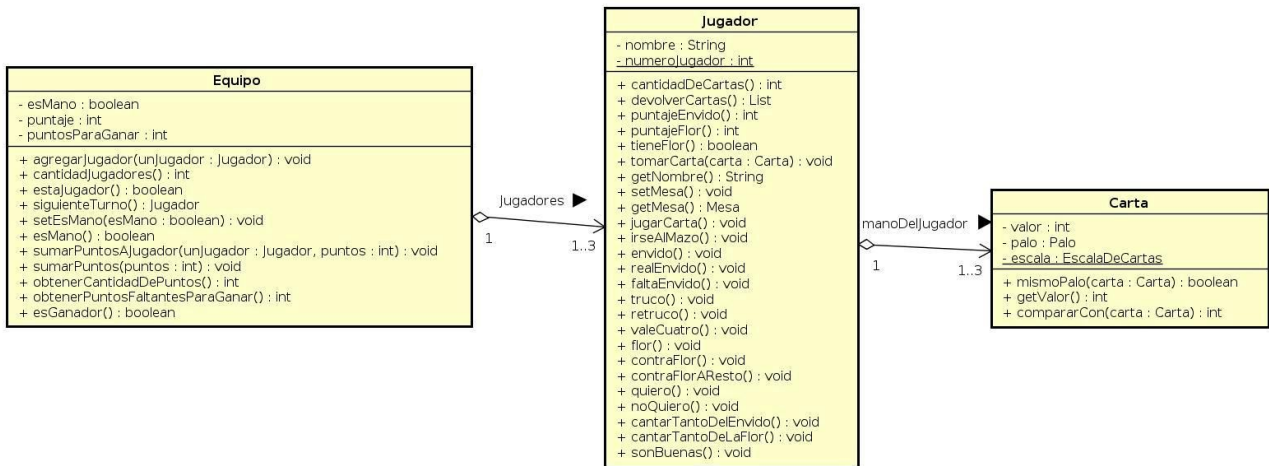 Equipo
- esMano : boolean
- puntaje : int
- puntosParaGanar : int
+ agregarJugador(unJugador : Jugador) : void
+ cantidadJugadores() : int
+ estaJugador() : boolean
+ siguienteTurno() : Jugador
+ setEsMano(esMano : boolean) : void
+ esMano() : boolean
+ sumarPuntosAJugador(unJugador : Jugador, puntos : int) : void
+ sumarPuntos(puntos : int) : void
+ obtenerCantidadDePuntos() : int
+ obtenerPuntosFaltantesParaGanar() : int
+ esGanador() : boolean
Jugadores
1
1..3
Jugador
- nombre : String
- numeroJugador : int
+ cantidadDeCartas() : int
+ devolverCartas() : List
+ puntajeEnvido() : int
+ puntajeFlor() : int
+ tieneFlor() : boolean
+ tomarCarta(carta : Carta) : void
+ getNombre() : String
+ setMesa() : void
+ getMesa() : Mesa
+ jugarCarta() : void
+ irseAlMazo() : void
+ envido() : void
+ realEnvido() : void
+ faltaEnvido() : void
+ truco() : void
+ retruco() : void
+ valeCuatro() : void
+ flor() : void
+ contraFlor() : void
+ contraFlorAResto() : void
+ quiero() : void
+ noQuiero() : void
+ cantarTantoDelEnvido() : void
+ cantarTantoDeLaFlor() : void
+ sonBuenas() : void
manoDelJugador
1
1..3
Carta
- valor : int
- palo : Palo
- escala : EscalaDeCartas
+ mismoPalo(carta : Carta) : boolean
+ getValor() : int
+ compararCon(carta : Carta) : int